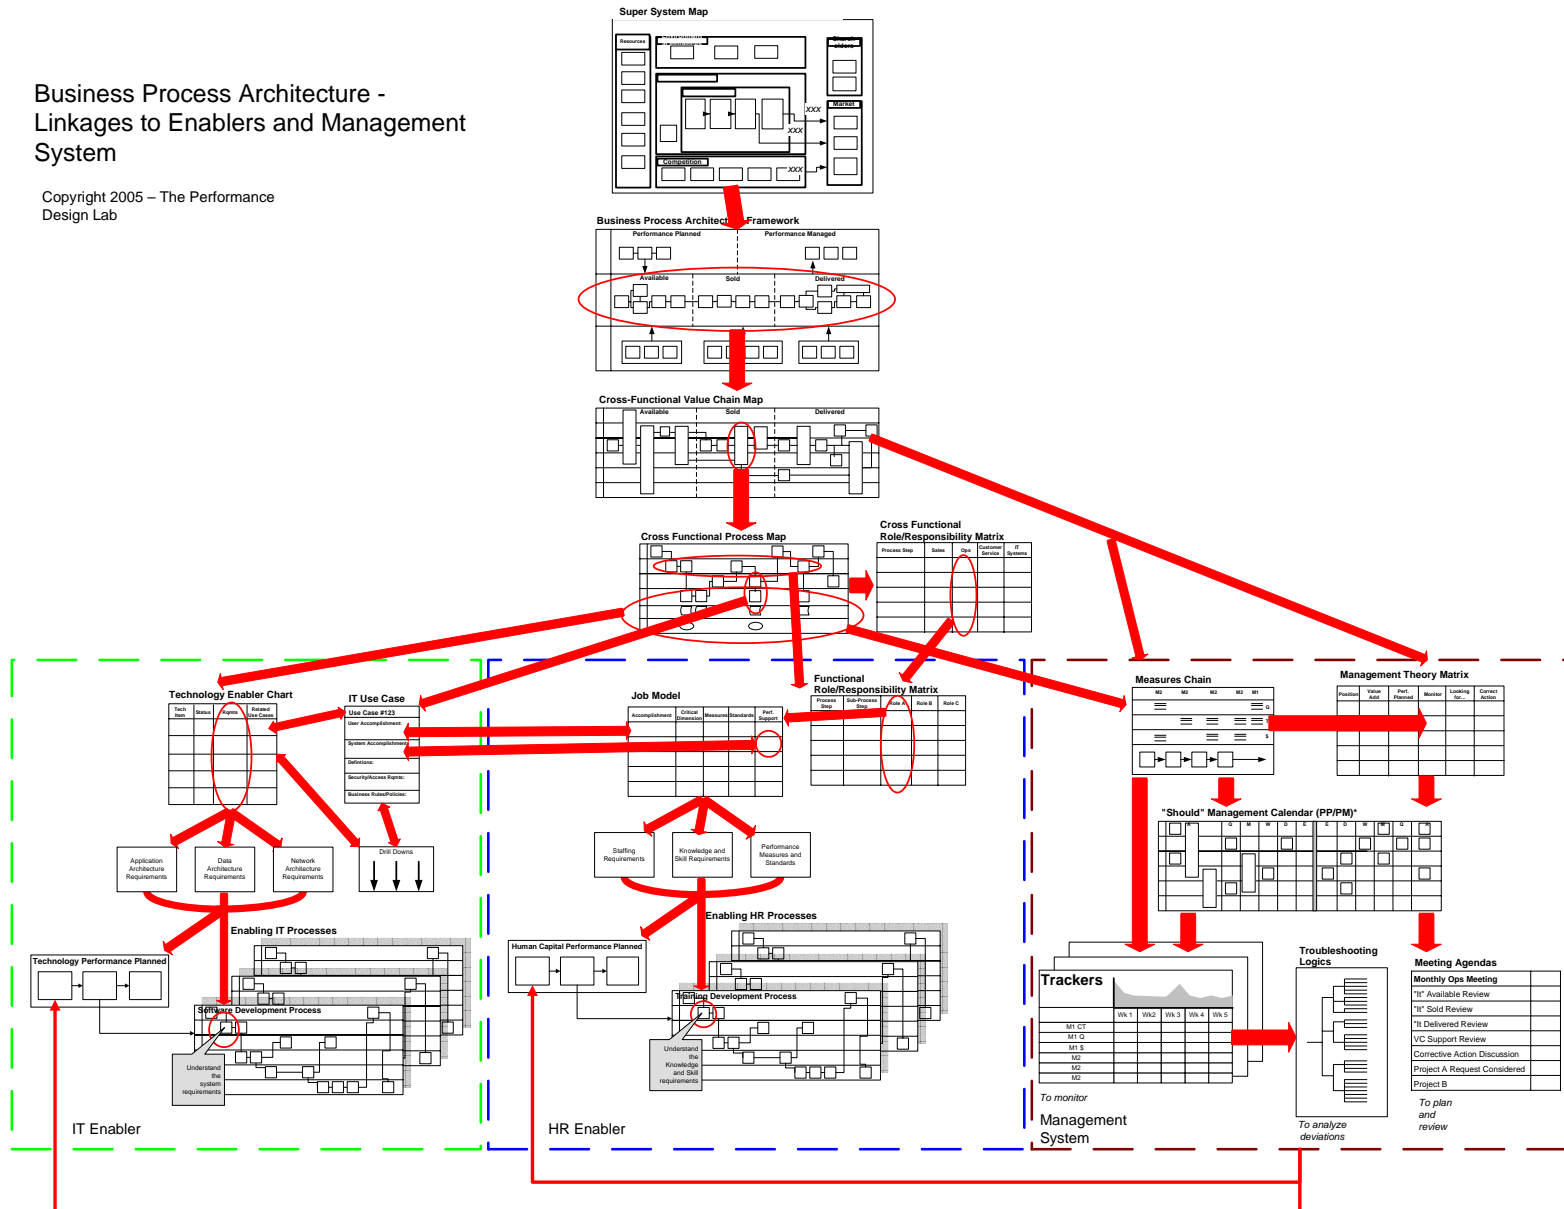 Super System Map
Resources
Share-
olders
Market
xxx
xxx
xxx
Competition
Business Process Architecture -
Linkages to Enablers and Management
System
Copyright 2005 – The Performance
Design Lab
Business Process Architecture Framework
Performance Planned
Performance Managed
Available
Sold
Delivered
Cross-Functional Value Chain Map
Available
Sold
Delivered
Cross Functional Process Map
Cross Functional
Role/Responsibility Matrix
Process Step
Sales
Ops
Customer
Service
IT
Systems
Technology Enabler Chart
Tech
Item
Status
Rqmts
Related
Use Cases
IT Use Case
Use Case #123
User Accomplishment:
System Accomplishment:
Defintions:
Security/Access Rqmts:
Business Rules/Policies:
Drill Downs
Application
Architecture
Requirements
Data
Architecture
Requirements
Network
Architecture
Requirements
Enabling IT Processes
Technology Performance Planned
Software Development Process
Understand
the
system
requirements
IT Enabler
Job Model
Accomplishment
Critical
Dimension
Measures
Standards
Perf.
Support
Functional
Role/Responsibility Matrix
Process
Step
Sub-Process
Step
Role A
Role B
Role C
Staffing
Requirements
Knowledge and
Skill Requirements
Performance
Measures and
Standards
Enabling HR Processes
Human Capital Performance Planned
Training Development Process
Understand
the
Knowledge
and Skill
requirements
HR Enabler
Measures Chain
M2
M2
M2
M2
M1
Q
T
$
Management Theory Matrix
Position
Value
Add
Perf.
Planned
Monitor
Looking
for...
Correct
Action
"Should" Management Calendar (PP/PM)*
A
Q
M
W
D
E
E
D
W
M
Q
A
Trackers
Wk 1
Wk2
Wk 3
Wk 4
Wk 5
M1 CT
M1 Q
M1 $
M2
M2
M2
To monitor
Management
System
Troubleshooting
Logics
To analyze
deviations
Meeting Agendas
Monthly Ops Meeting
"It" Available Review
"It" Sold Review
"It Delivered Review
VC Support Review
Corrective Action Discussion
Project A Request Considered
Project B
To plan
and
review